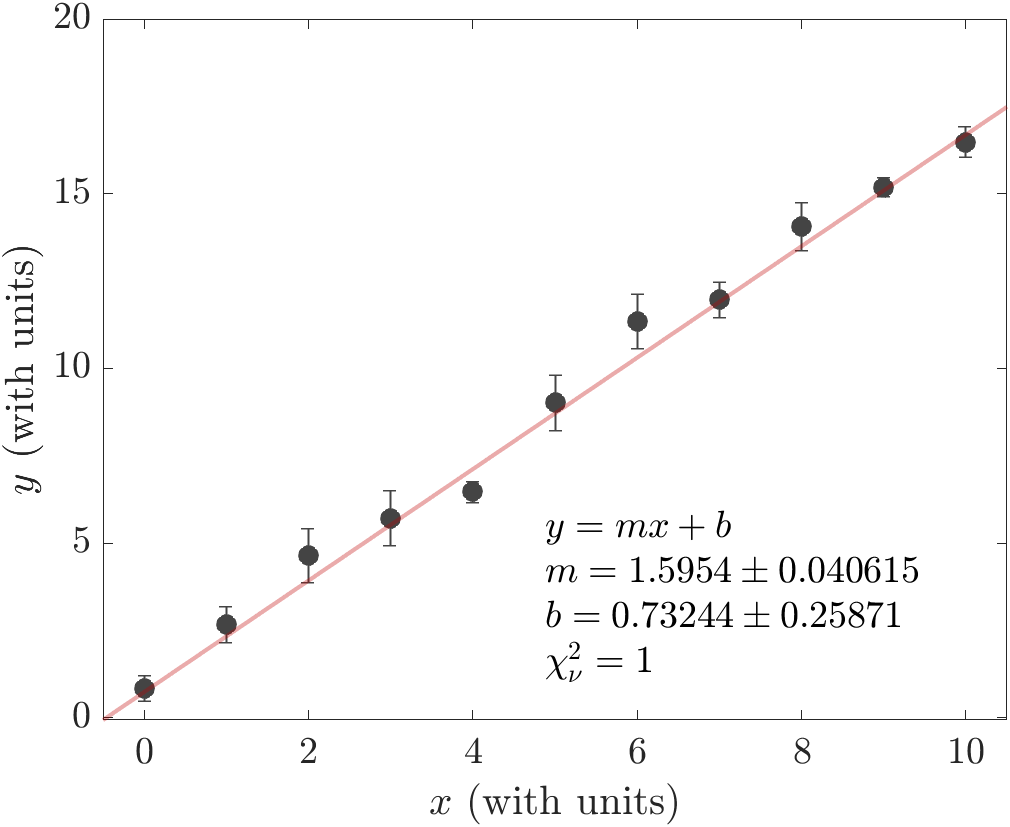 20
15
10
5
0
y (with units)
y = mx + b
m = 1.5954 ± 0.040615
b = 0.73244 ± 0.25871
χ²ᵥ = 1
0 2 4 6 8 10
x (with units)